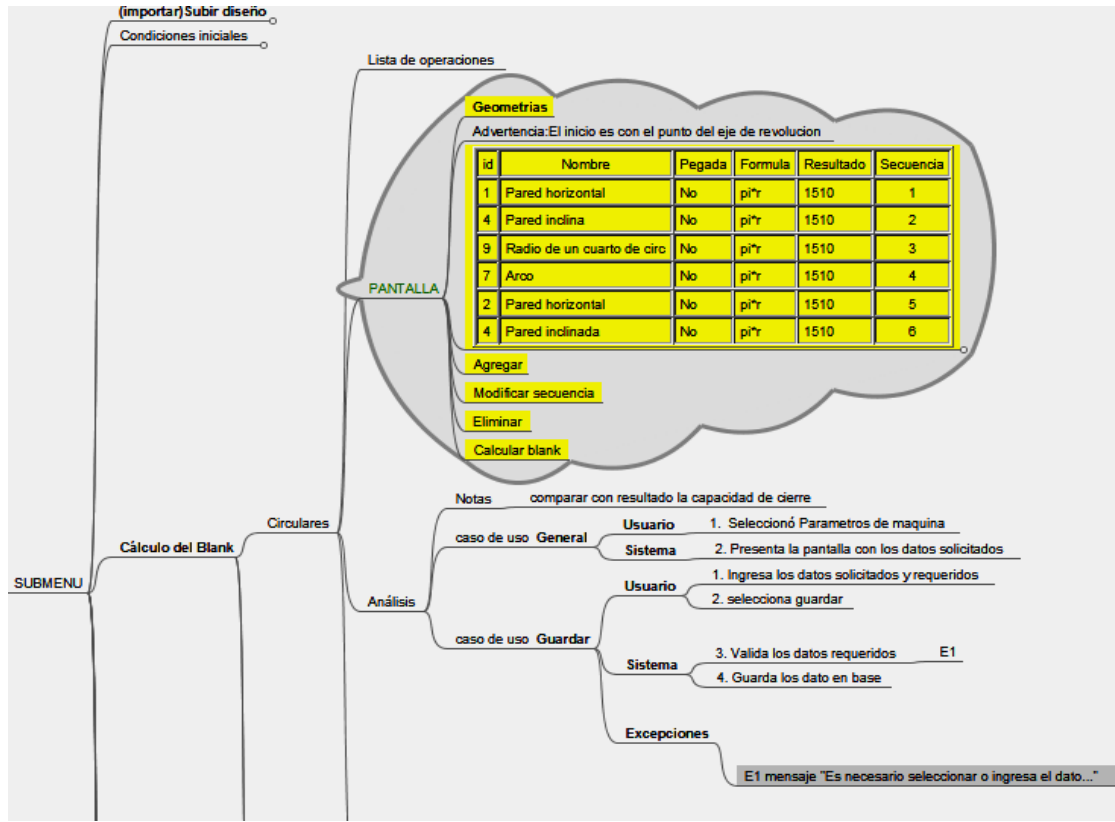 (importar)Subir diseño
Condiciones iniciales
Lista de operaciones
Geometrias
Advertencia:El inicio es con el punto del eje de revolucion
id Nombre Pegada Formula Resultado Secuencia
1 Pared horizontal No pi*r 1510 1
4 Pared inclina No pi*r 1510 2
9 Radio de un cuarto de circ No pi*r 1510 3
7 Arco No pi*r 1510 4
2 Pared horizontal No pi*r 1510 5
4 Pared inclinada No pi*r 1510 6
PANTALLA
Agregar
Modificar secuencia
Eliminar
Calcular blank
Notas comparar con resultado la capacidad de cierre
Circulares
caso de uso General
Usuario 1. Seleccionó Parametros de maquina
Sistema 2. Presenta la pantalla con los datos solicitados
Cálculo del Blank
SUBMENU
Análisis
caso de uso Guardar
Usuario
1. Ingresa los datos solicitados y requeridos
2. selecciona guardar
Sistema
3. Valida los datos requeridos E1
4. Guarda los dato en base
Excepciones
E1 mensaje "Es necesario seleccionar o ingresa el dato..."